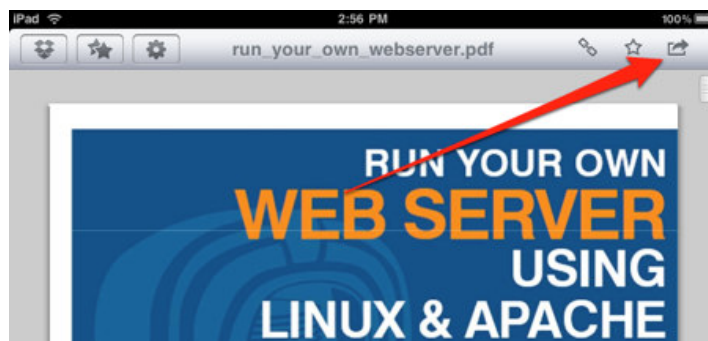 iPad 2:56 PM 100%
run_your_own_webserver.pdf
RUN YOUR OWN
WEB SERVER
USING
LINUX & APACHE